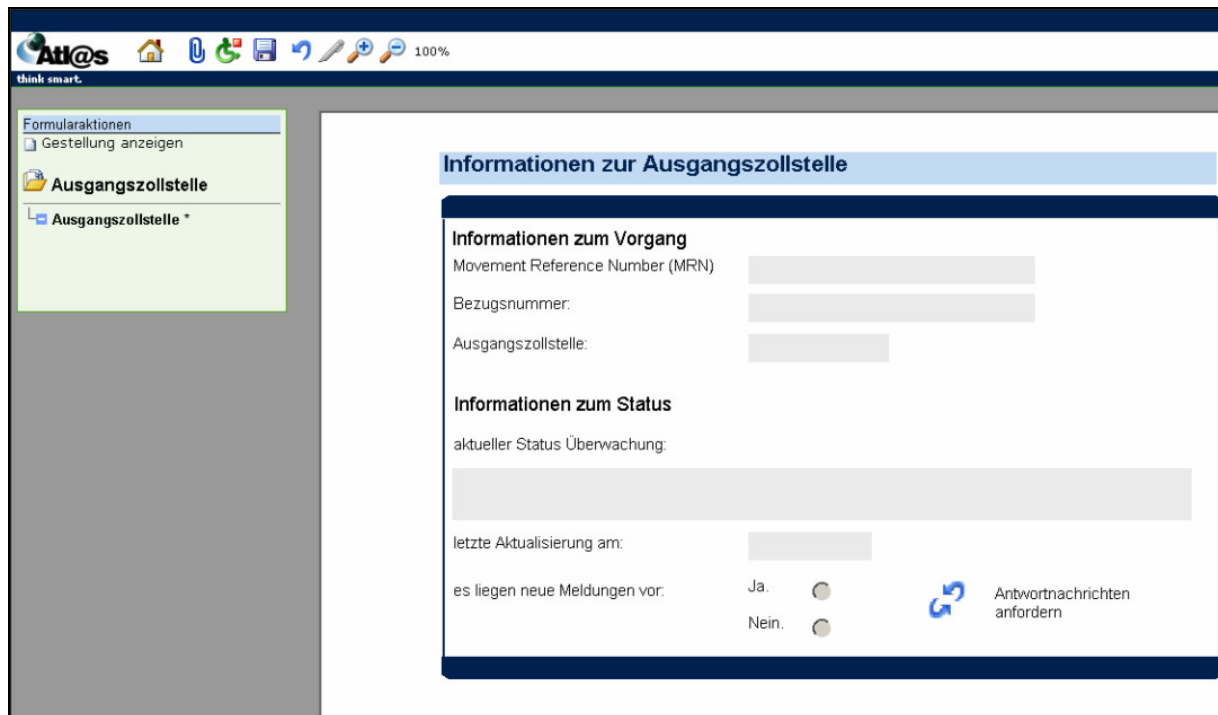 Atl@s
100%
think smart.
Formularaktionen
Gestellung anzeigen
Ausgangszollstelle
Ausgangszollstelle *
Informationen zur Ausgangszollstelle
Informationen zum Vorgang
Movement Reference Number (MRN)
Bezugsnummer:
Ausgangszollstelle:
Informationen zum Status
aktueller Status Überwachung:
letzte Aktualisierung am:
es liegen neue Meldungen vor:
Ja.
Nein.
Antwortnachrichten
anfordern